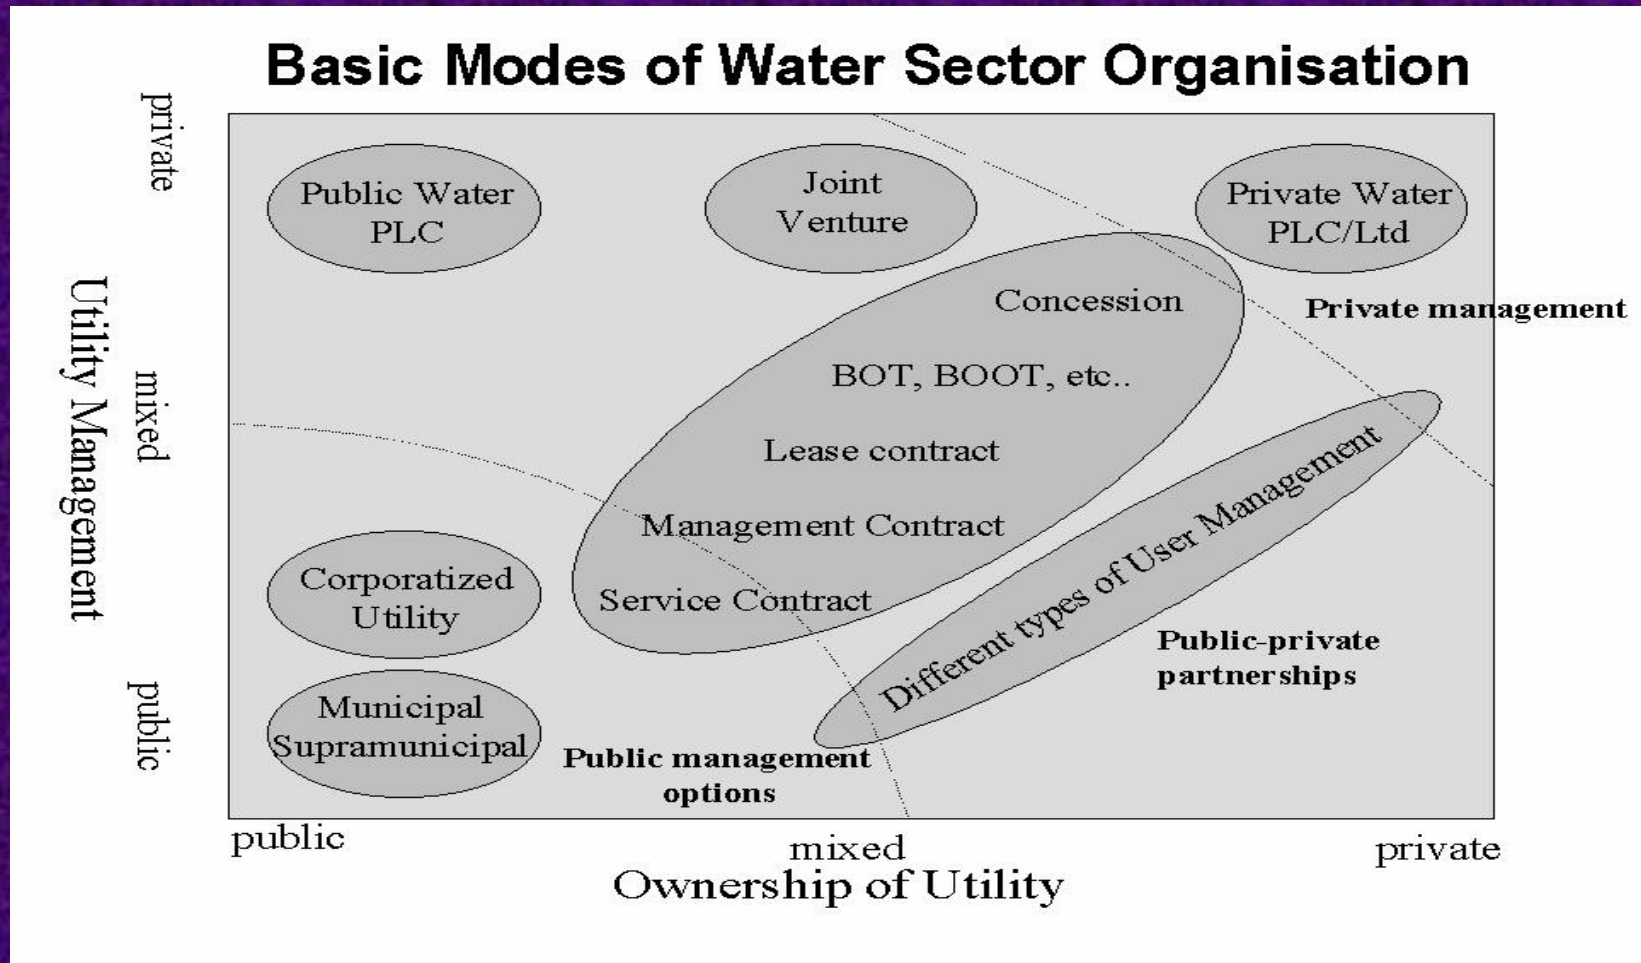 Basic Modes of Water Sector Organisation
private
mixed
public
Utility Management
Public Water
PLC
Joint
Venture
Private Water
PLC/Ltd
Concession
Private management
BOT, BOOT, etc..
Lease contract
Management Contract
Service Contract
Different types of User Management
Corporatized
Utility
Public-private
partnerships
Municipal
Supramunicipal
Public management
options
public
mixed
private
Ownership of Utility